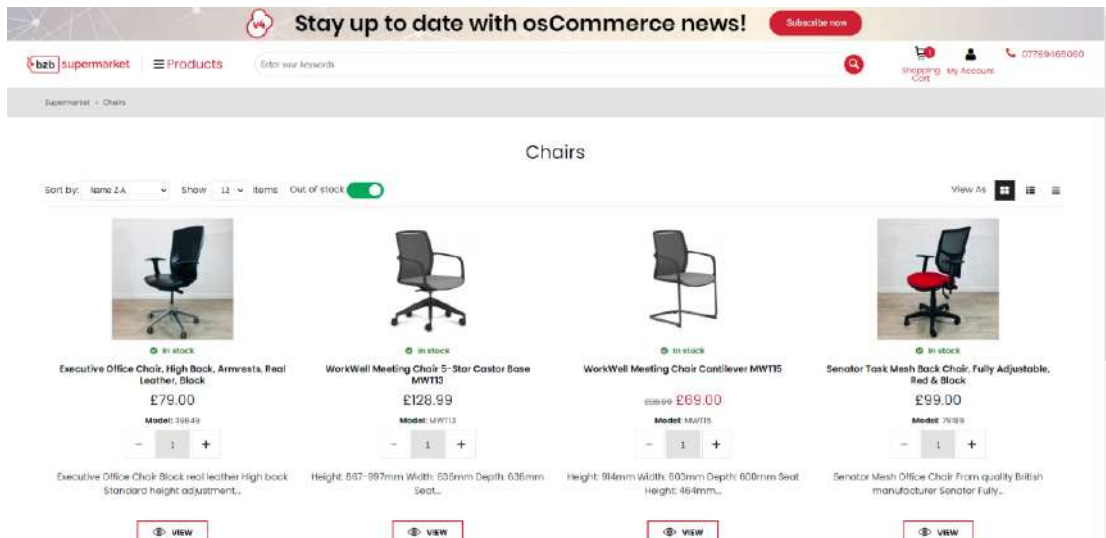 v4 Stay up to date with osCommerce news! Subscribe now
b2b supermarket Products Enter your keywords 1 Shopping Cart My Account 07789465060
Supermarket Chairs
Chairs
Sort by: Name Z-A Show 12 items Out of stock View As
In stock In stock In stock In stock
Executive Office Chair, High Back, Armrests, Real Leather, Black
WorkWell Meeting Chair 5-Star Castor Base MWT13
WorkWell Meeting Chair Cantilever MWT15
Senator Task Mesh Back Chair, Fully Adjustable, Red & Black
£79.00 £128.99 £69.00 £99.00
Model: Model: MWT13 Model: MWT15 Model: 79189
- 1 + - 1 + - 1 + - 1 +
Executive Office Chair Black real leather High back Standard height adjustment...
Height: 667-997mm Width: 636mm Depth: 636mm Seat...
Height: 914mm Width: 603mm Depth: 600mm Seat Height: 464mm...
Senator Mesh Office Chair From quality British manufacturer Senator Fully...
VIEW VIEW VIEW VIEW